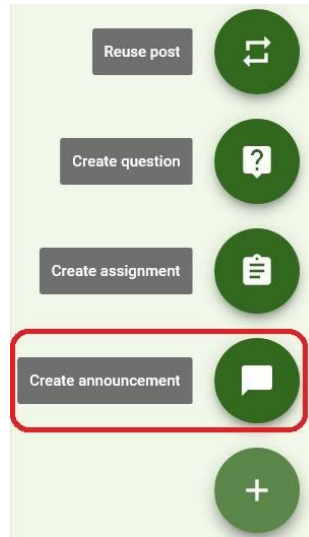 Reuse post
Create question
Create assignment
Create announcement